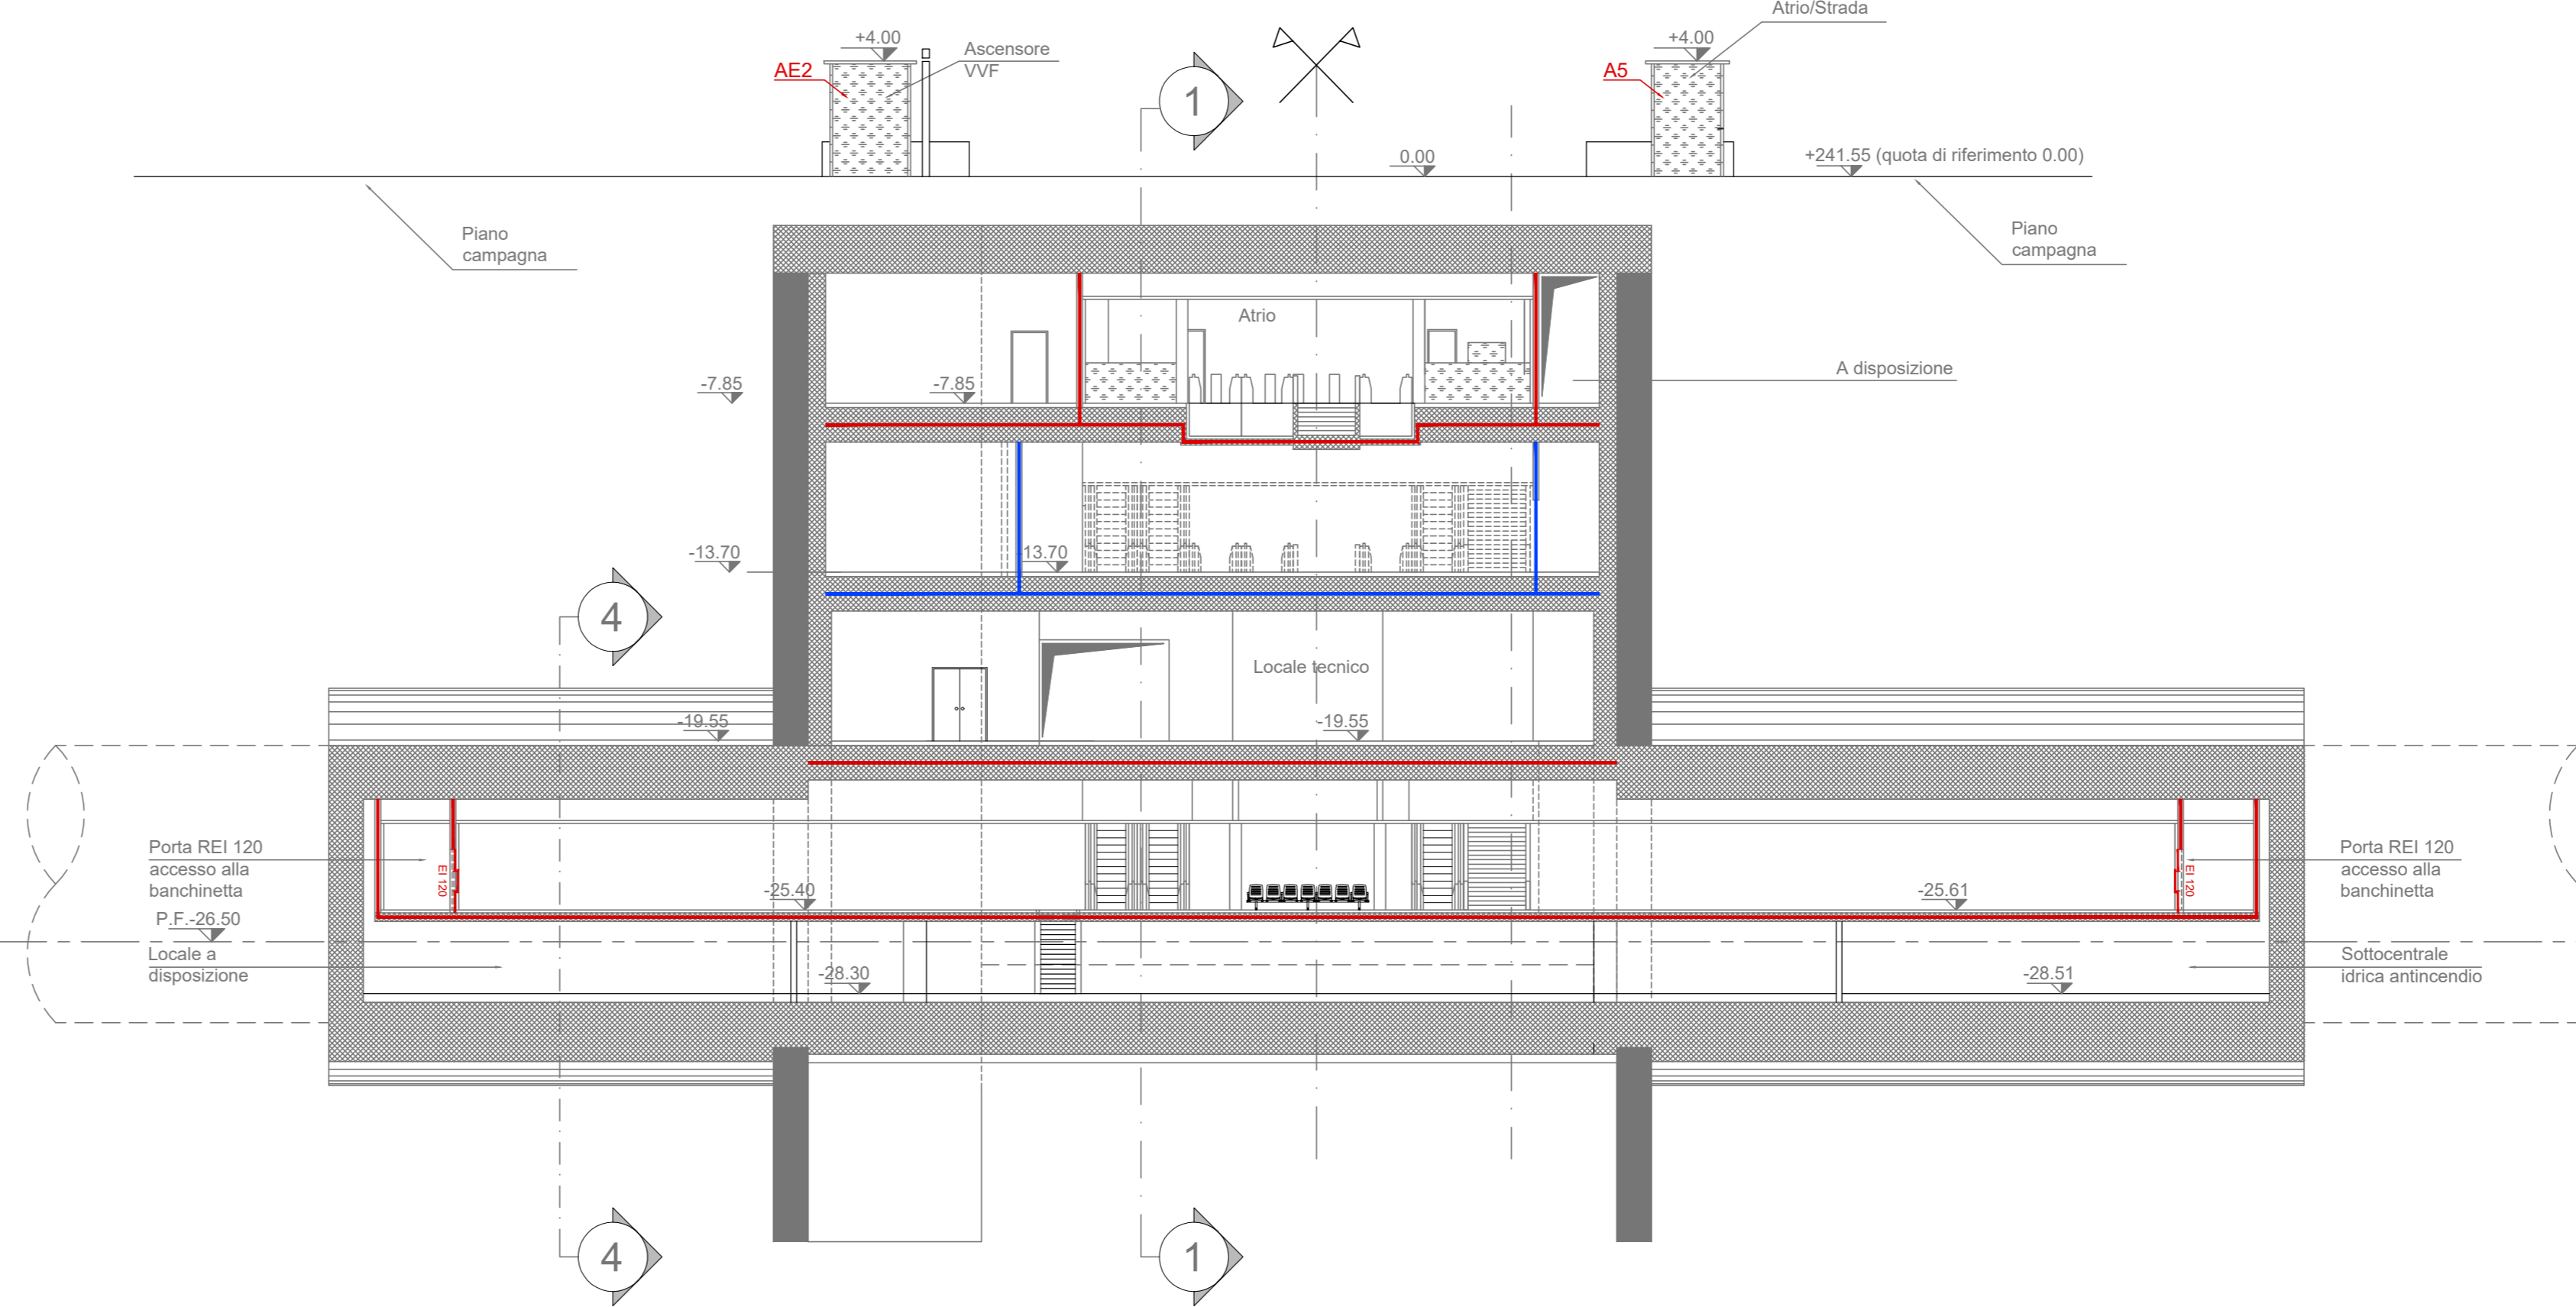 Atrio/Strada
+4.00
Ascensore
VVF
AE2
+4.00
A5
1
0.00
+241.55 (quota di riferimento 0.00)
Piano
campagna
Piano
campagna
Atrio
A disposizione
-7.85
-7.85
-13.70
13.70
4
Locale tecnico
-19.55
-19.55
Porta REI 120
accesso alla
banchinetta
EI 120
-25.40
-25.61
EI 120
Porta REI 120
accesso alla
banchinetta
P.F.-26.50
Locale a
disposizione
-28.30
-28.51
Sottocentrale
idrica antincendio
4
1